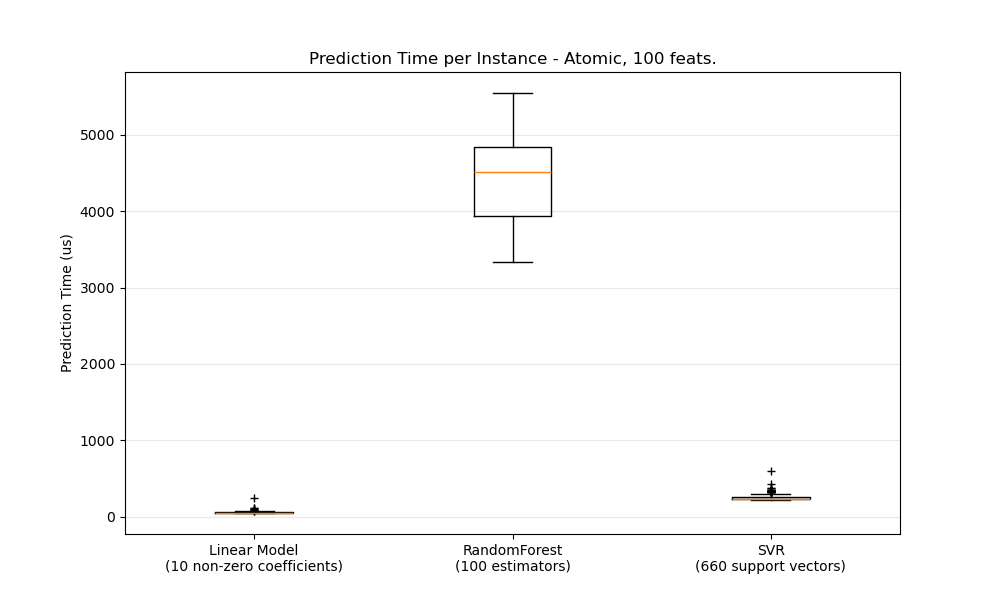 Prediction Time per Instance - Atomic, 100 feats.
Prediction Time (us)
5000
4000
3000
2000
1000
0
Linear Model
(10 non-zero coefficients)
RandomForest
(100 estimators)
SVR
(660 support vectors)